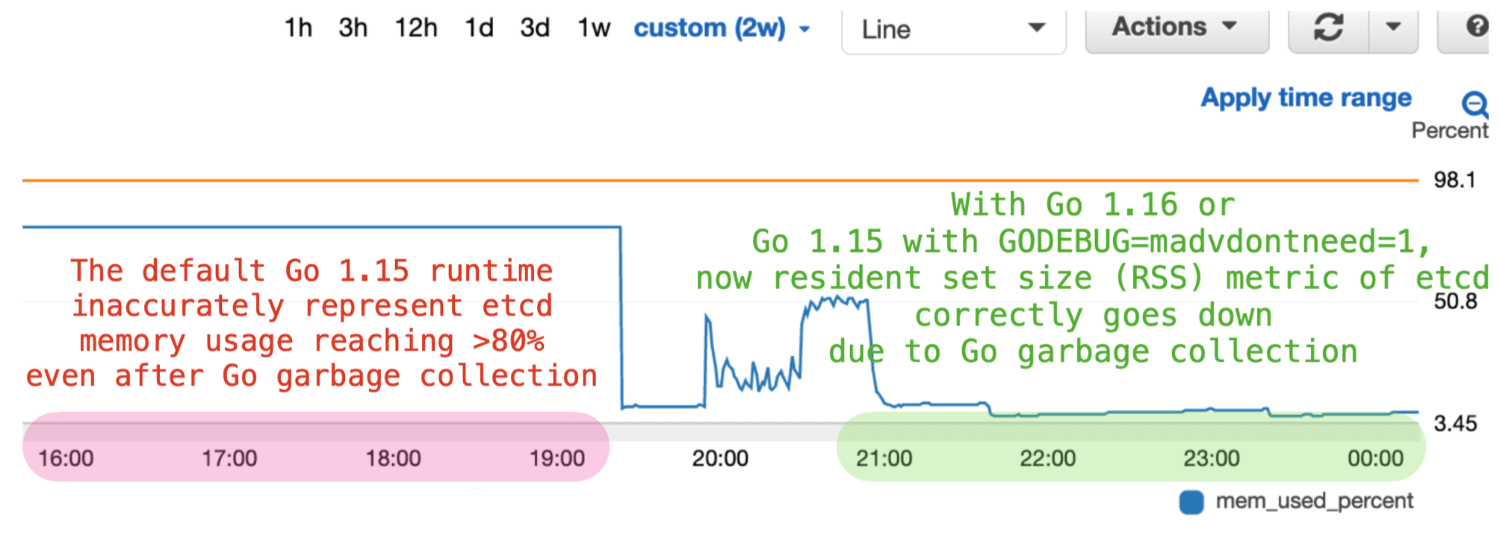 1h 3h 12h 1d 3d 1w custom (2w) Line Actions
Apply time range
Percent
98.1
With Go 1.16 or
Go 1.15 with GODEBUG=madvdontneed=1,
now resident set size (RSS) metric of etcd
correctly goes down
due to Go garbage collection
The default Go 1.15 runtime
inaccurately represent etcd
memory usage reaching >80%
even after Go garbage collection
50.8
3.45
16:00 17:00 18:00 19:00 20:00 21:00 22:00 23:00 00:00
mem_used_percent